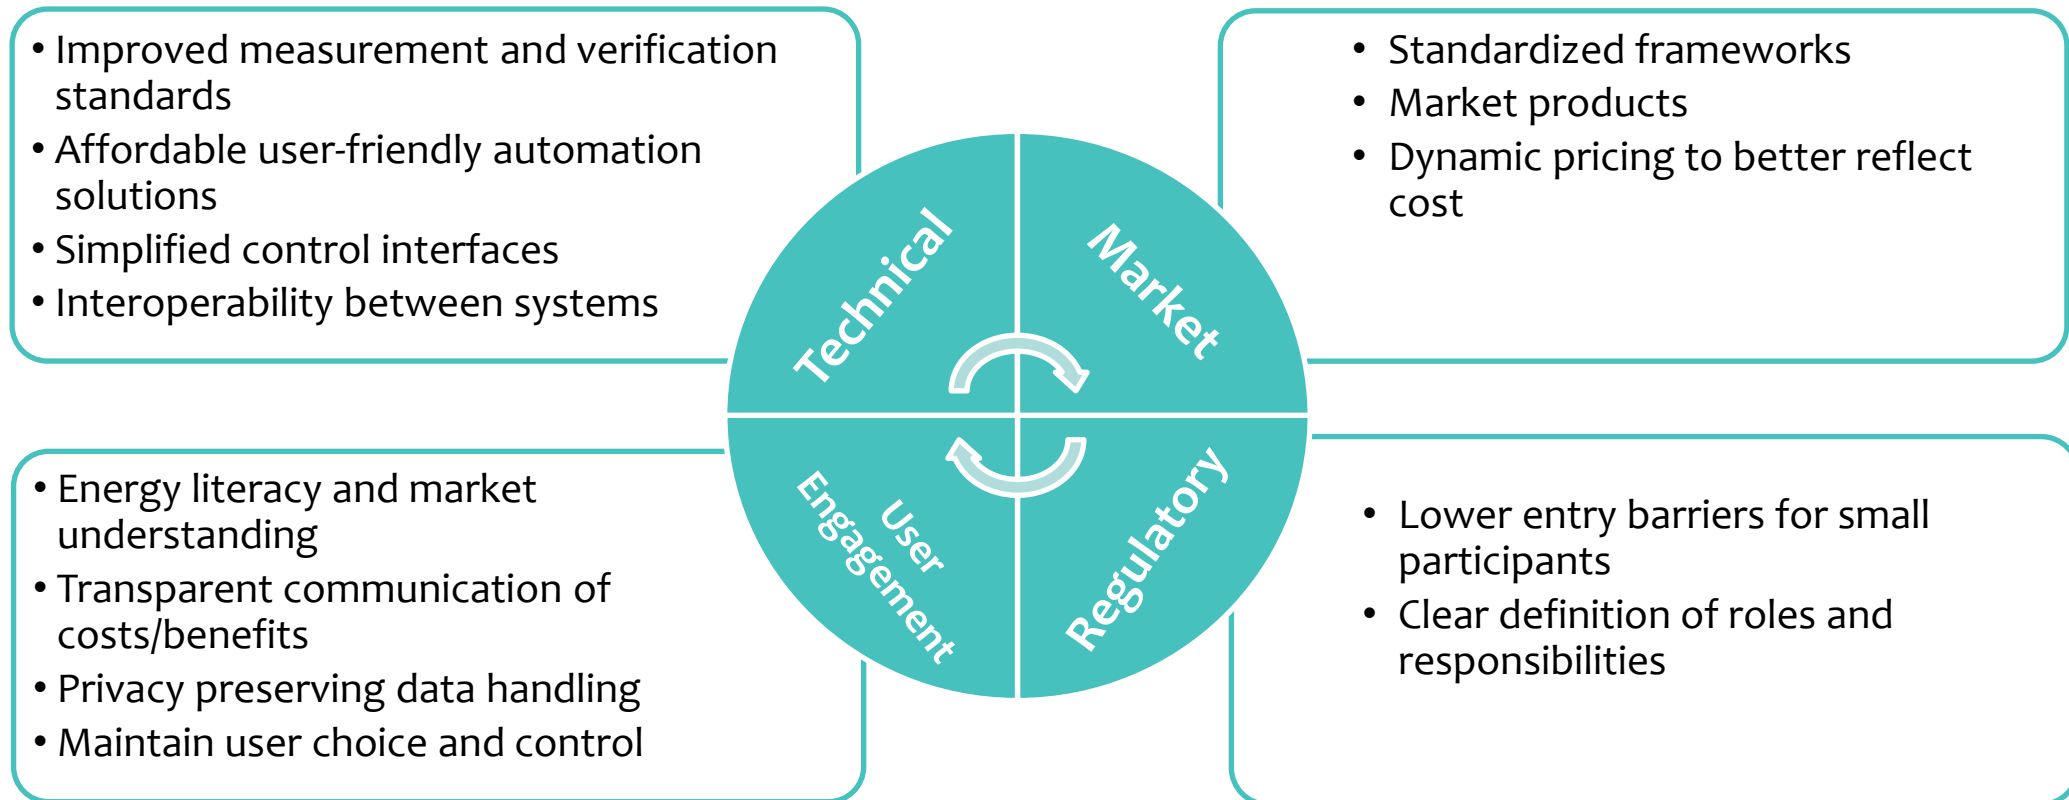 • Improved measurement and verification
standards
• Affordable user-friendly automation
solutions
• Simplified control interfaces
• Interoperability between systems
• Standardized frameworks
• Market products
• Dynamic pricing to better reflect
cost
Technical
Market
User
Engagement
Regulatory
• Energy literacy and market
understanding
• Transparent communication of
costs/benefits
• Privacy preserving data handling
• Maintain user choice and control
• Lower entry barriers for small
participants
• Clear definition of roles and
responsibilities